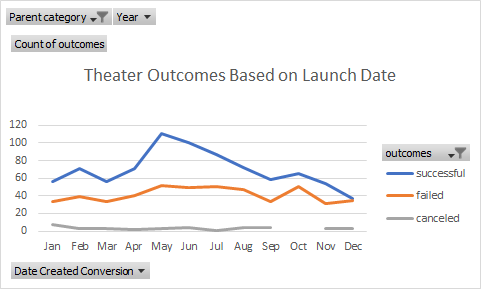 Parent category Year
Count of outcomes
Theater Outcomes Based on Launch Date
120
100
80
60
40
20
0
Jan Feb Mar Apr May Jun Jul Aug Sep Oct Nov Dec
outcomes
successful
failed
canceled
Date Created Conversion